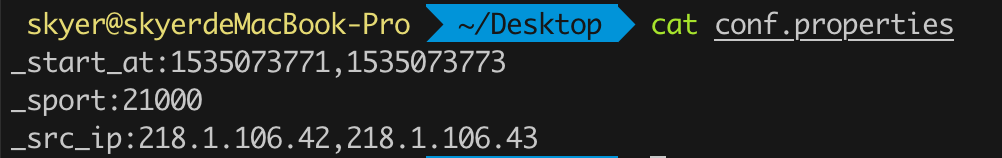 skyer@skyerdeMacBook-Pro ~/Desktop cat conf.properties
_start_at:1535073771,1535073773
_sport:21000
_src_ip:218.1.106.42,218.1.106.43